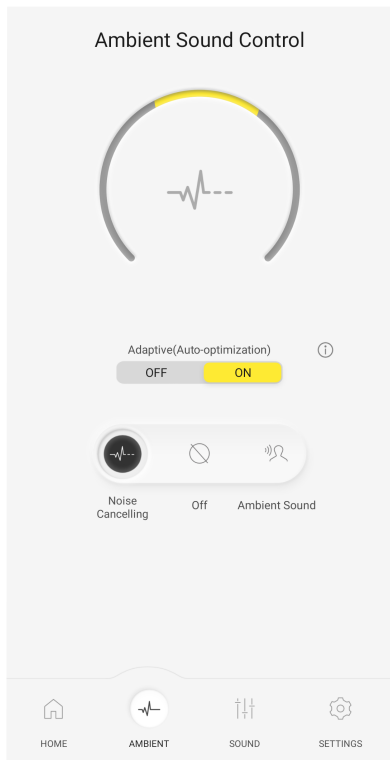 Ambient Sound Control
Adaptive(Auto-optimization)
OFF ON
Noise
Cancelling
Off
Ambient Sound
HOME AMBIENT SOUND SETTINGS